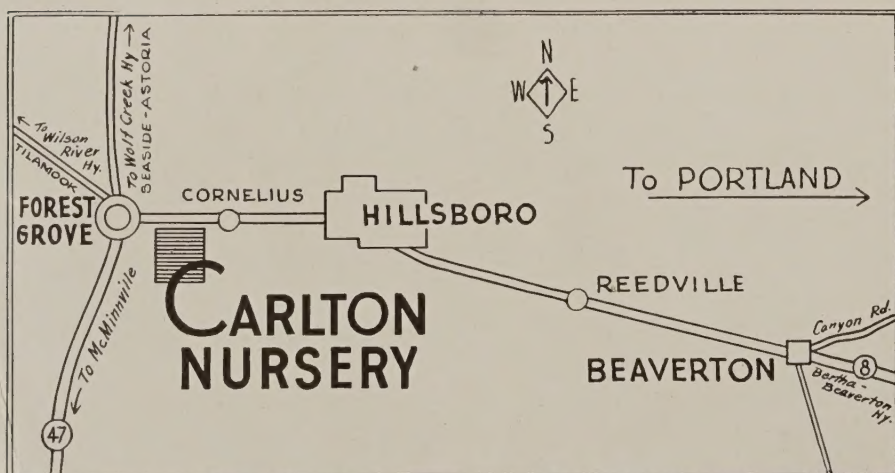 To Wolf Creek Hy →
SEASIDE-ASTORIA
← To Wilson
River
Hy.
TILAMOOK
N
W E
S
To PORTLAND
CORNELIUS
HILLSBORO
FOREST
GROVE
REEDVILLE
CARLTON
NURSERY
← To McMinnville
BEAVERTON
Canyon Rd.
8
Bertha-
Beaverton
Hy.
47